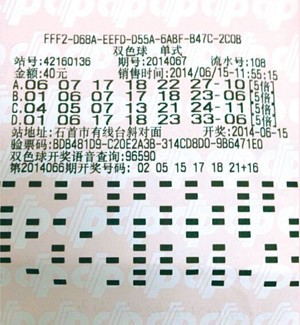 FFF2-D68A-EEFD-D55A-6ABF-B47C-2C0B
双色球 单式
站号:42160136 期号:2014067 流水号:108
金额:40元 销售时间:2014/06/15-11:55:15
A.06 07 17 18 22 27-10 [5倍]
B.01 05 07 17 18 23-06 [5倍]
C.04 05 07 13 21 24-11 [5倍]
D.01 06 17 18 23 33-06 [5倍]
站地址:石首市有线台斜对面 开奖:2014-06-15
验票码:BDB481D9-C20E2A3B-314CD8D0-9B6471E0
双色球开奖语音查询:96590
第2014066期开奖号码: 02 05 15 17 18 21+16